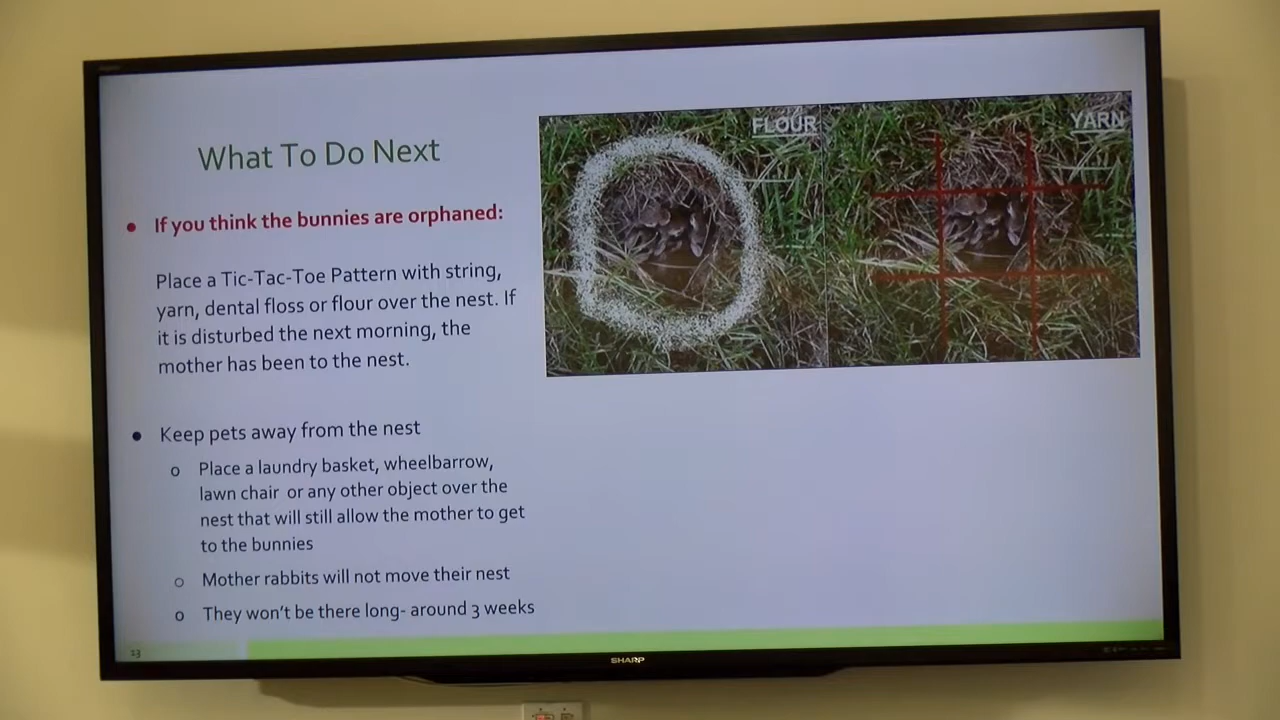 What To Do Next
FLOUR
YARN
• If you think the bunnies are orphaned:
Place a Tic-Tac-Toe Pattern with string,
yarn, dental floss or flour over the nest. If
it is disturbed the next morning, the
mother has been to the nest.
• Keep pets away from the nest
o Place a laundry basket, wheelbarrow,
lawn chair or any other object over the
nest that will still allow the mother to get
to the bunnies
o Mother rabbits will not move their nest
o They won't be there long- around 3 weeks
23
SHARP